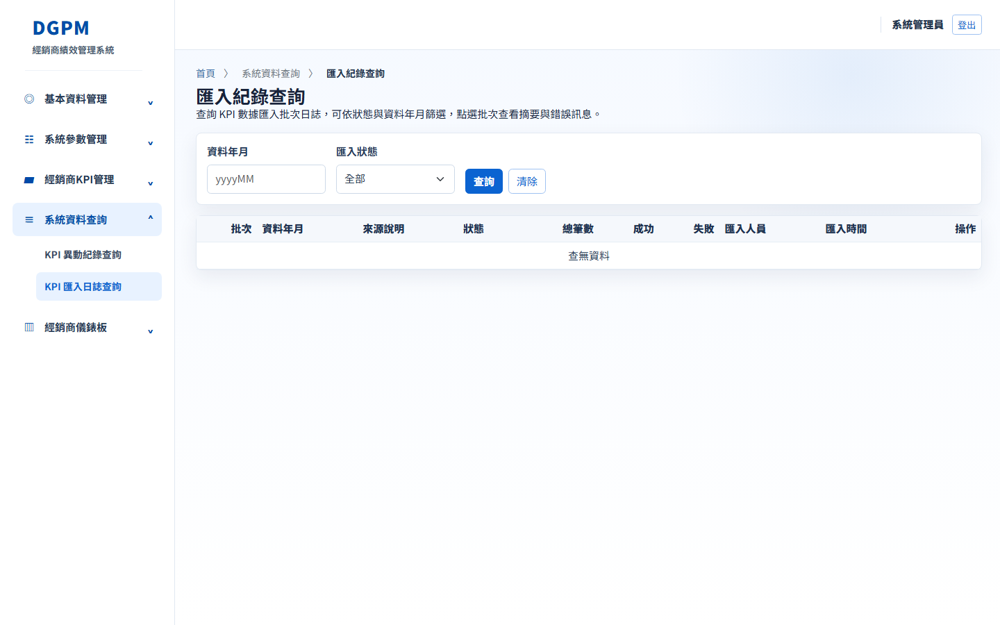 DGPM
經銷商績效管理系統
基本資料管理
系統參數管理
經銷商KPI管理
系統資料查詢
KPI 異動紀錄查詢
KPI 匯入日誌查詢
經銷商儀錶板
系統管理員
登出
首頁 〉 系統資料查詢 〉 匯入紀錄查詢
匯入紀錄查詢
查詢 KPI 數據匯入批次日誌，可依狀態與資料年月篩選，點選批次查看摘要與錯誤訊息。
資料年月 匯入狀態
yyyyMM 全部 查詢 清除
批次 資料年月 來源說明 狀態 總筆數 成功 失敗 匯入人員 匯入時間 操作
查無資料